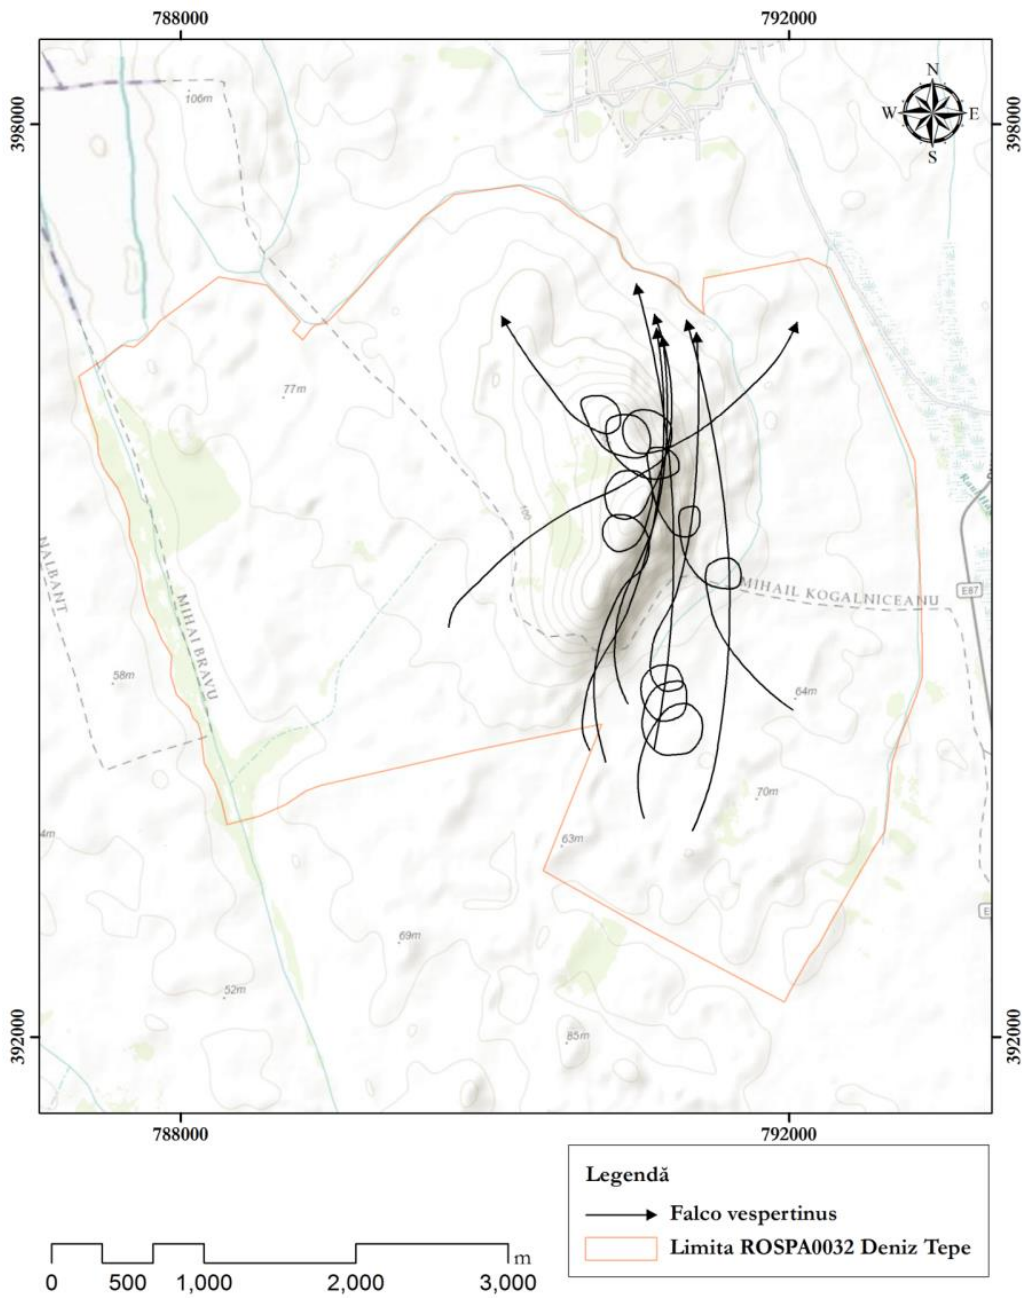 788000
792000
398000
398000
N
W
E
S
106m
77m
100
NALBANT
MIHAI BRAVU
MIHAIL KOGALNICEANU
E87
58m
64m
70m
4m
63m
69m
52m
85m
392000
392000
788000
792000
Legendă
Falco vespertinus
Limita ROSPA0032 Deniz Tepe
m
0 500 1,000 2,000 3,000